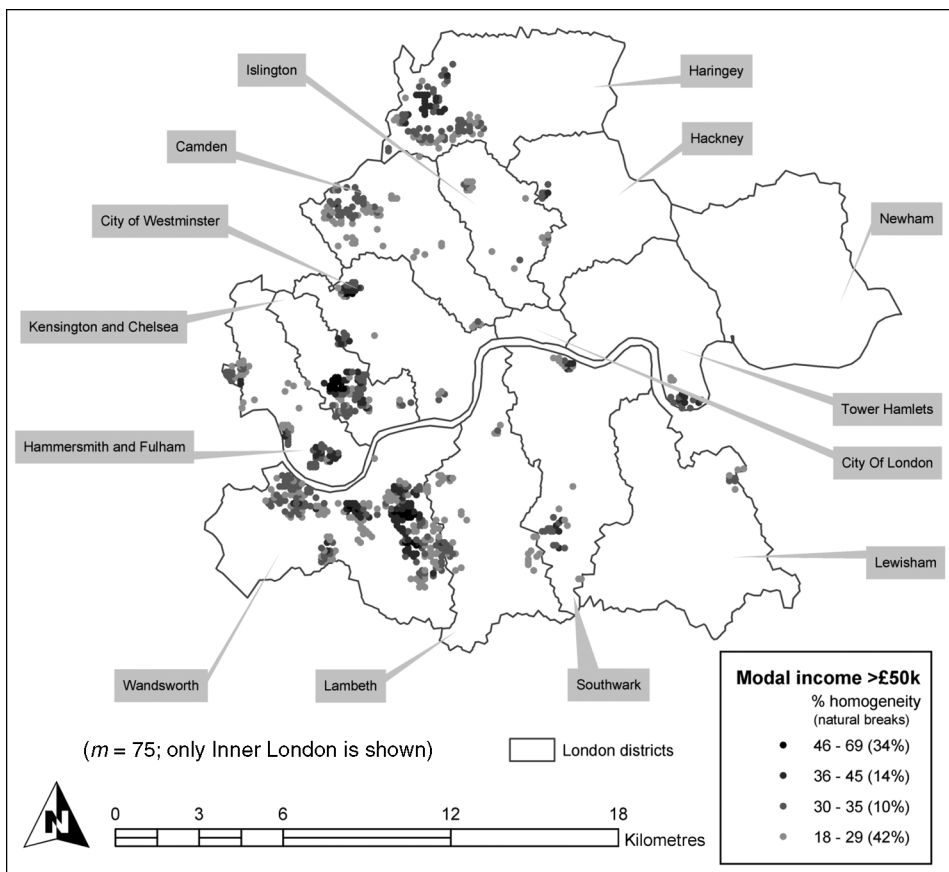 Islington
Haringey
Hackney
Camden
City of Westminster
Newham
Kensington and Chelsea
Tower Hamlets
Hammersmith and Fulham
City Of London
Lewisham
Wandsworth
Lambeth
Southwark
Modal income >£50k
% homogeneity
(natural breaks)
46 - 69 (34%)
36 - 45 (14%)
30 - 35 (10%)
18 - 29 (42%)
(m = 75; only Inner London is shown)
London districts
N
0 3 6 12 18
Kilometres